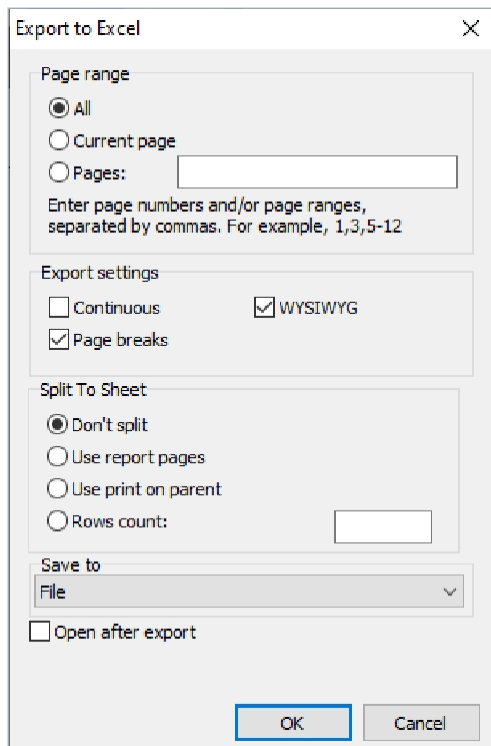 Export to Excel
Page range
All
Current page
Pages:
Enter page numbers and/or page ranges,
separated by commas. For example, 1,3,5-12
Export settings
Continuous
WYSIWYG
Page breaks
Split To Sheet
Don't split
Use report pages
Use print on parent
Rows count:
Save to
File
Open after export
OK
Cancel